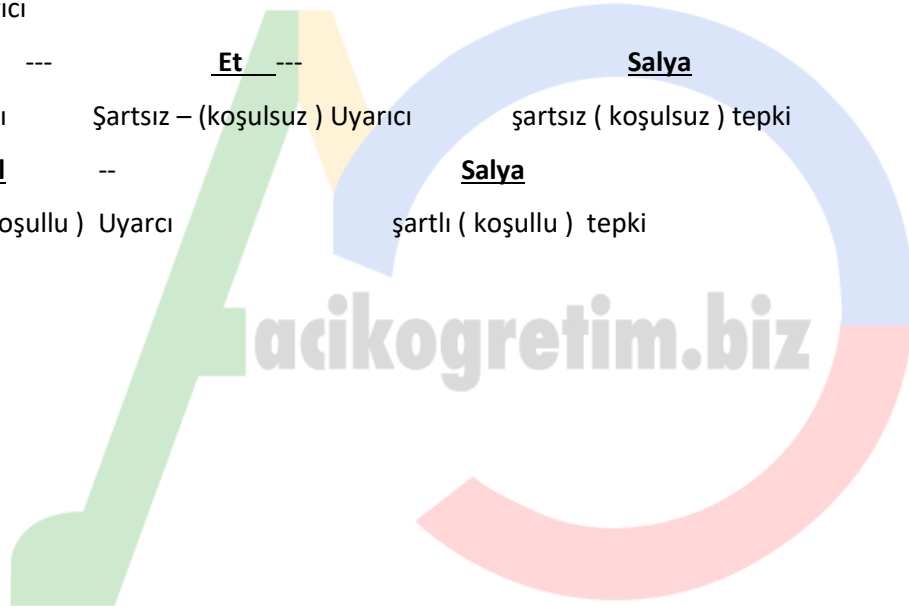 ıcı
--- Et --- Salya
ı Şartsız – (koşulsuz ) Uyarıcı şartsız ( koşulsuz ) tepki
l -- Salya
oşullu ) Uyarcı şartlı ( koşullu ) tepki
acikogretim.biz